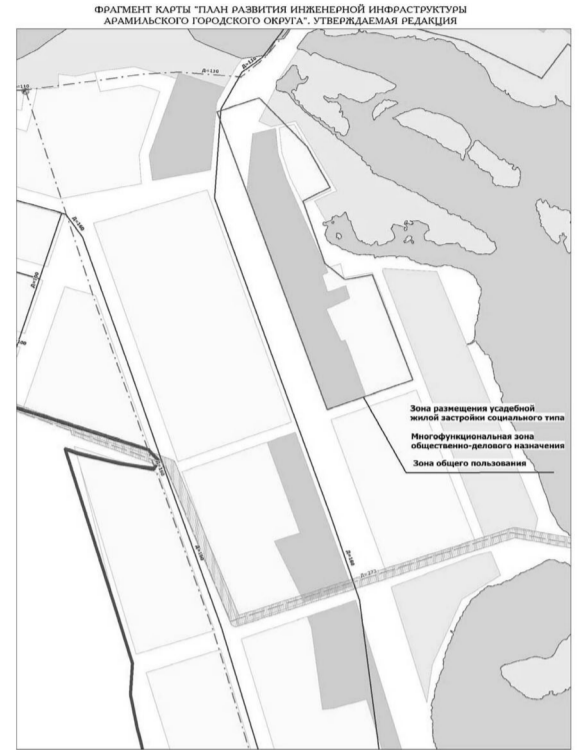 ФРАГМЕНТ КАРТЫ "ПЛАН РАЗВИТИЯ ИНЖЕНЕРНОЙ ИНФРАСТРУКТУРЫ
АРАМИЛЬСКОГО ГОРОДСКОГО ОКРУГА". УТВЕРЖДАЕМАЯ РЕДАКЦИЯ
Зона размещения усадебной
жилой застройки социального типа
Многофункциональная зона
общественно-делового назначения
Зона общего пользования